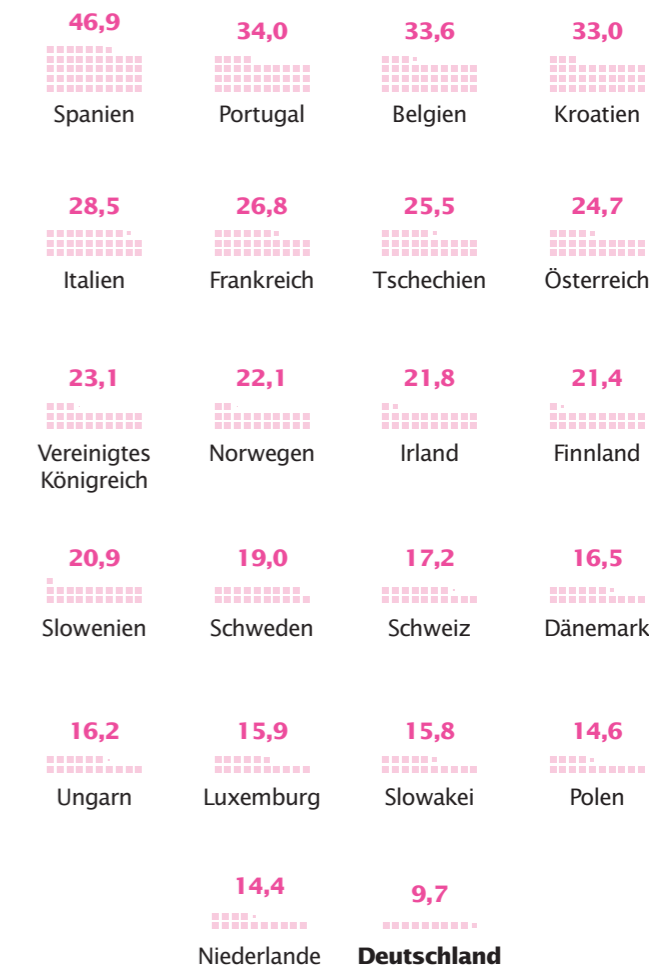 46,9
34,0
33,6
33,0
Spanien
Portugal
Belgien
Kroatien
28,5
26,8
25,5
24,7
Italien
Frankreich
Tschechien
Österreich
23,1
22,1
21,8
21,4
Vereinigtes
Königreich
Norwegen
Irland
Finnland
20,9
19,0
17,2
16,5
Slowenien
Schweden
Schweiz
Dänemark
16,2
15,9
15,8
14,6
Ungarn
Luxemburg
Slowakei
Polen
14,4
9,7
Niederlande
Deutschland